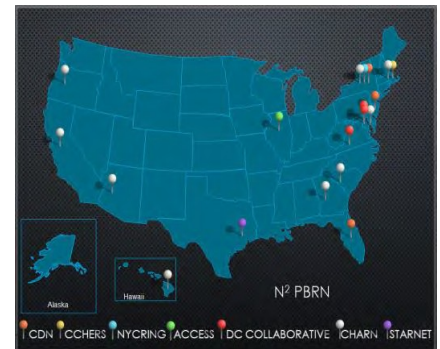 N² PBRN
Alaska
Hawaii
CDN CCHERS NYCRING ACCESS DC COLLABORATIVE CHARN STARNET